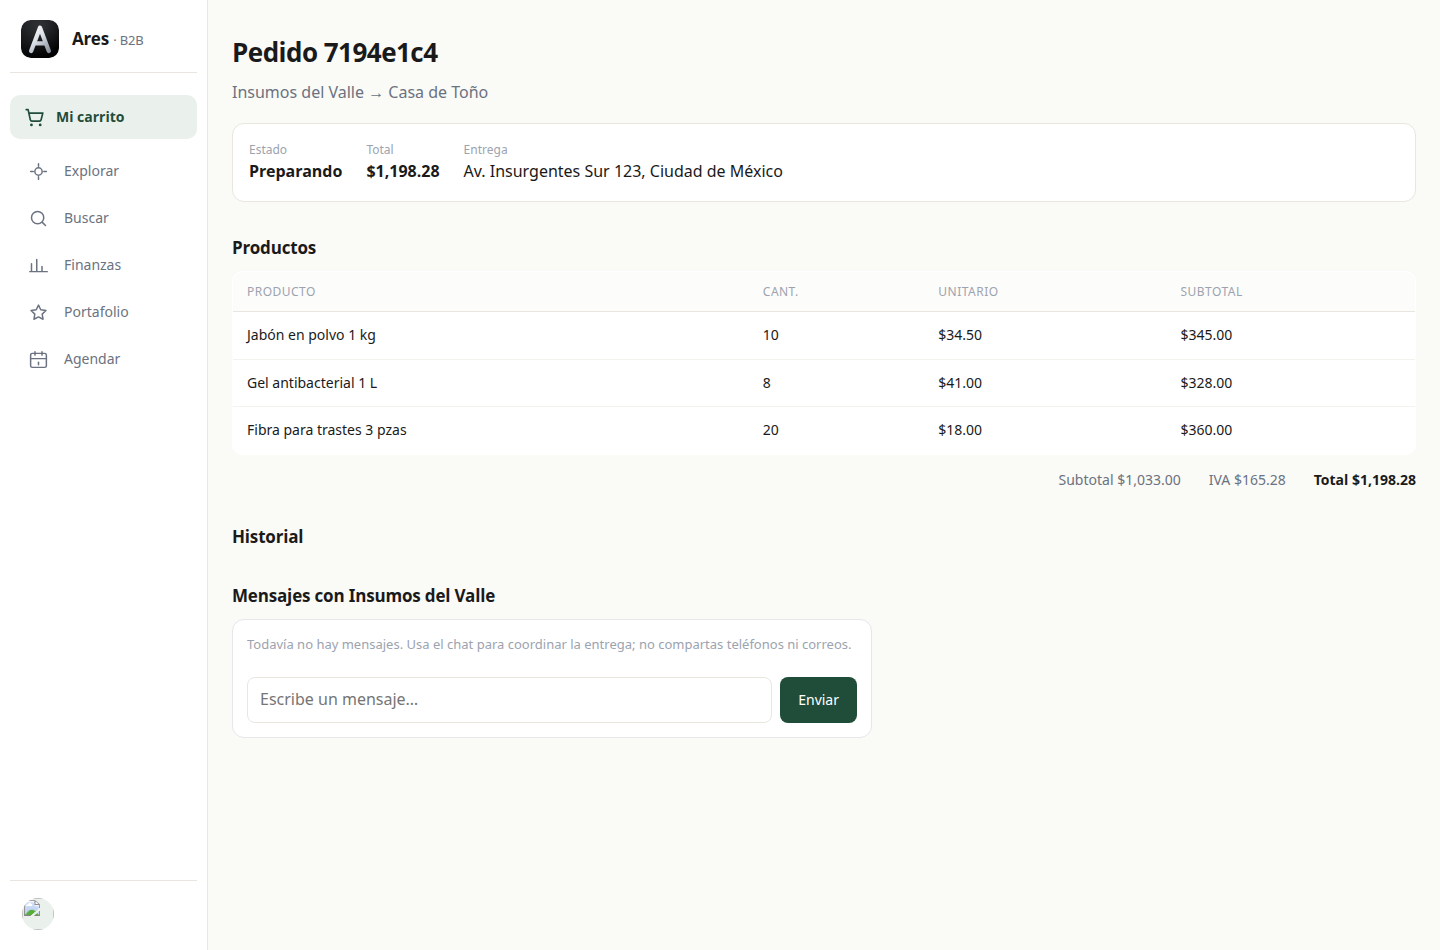 Ares · B2B
Mi carrito
Explorar
Buscar
Finanzas
Portafolio
Agendar
Pedido 7194e1c4
Insumos del Valle → Casa de Toño
Estado Total Entrega
Preparando $1,198.28 Av. Insurgentes Sur 123, Ciudad de México
Productos
PRODUCTO CANT. UNITARIO SUBTOTAL
Jabón en polvo 1 kg 10 $34.50 $345.00
Gel antibacterial 1 L 8 $41.00 $328.00
Fibra para trastes 3 pzas 20 $18.00 $360.00
Subtotal $1,033.00 IVA $165.28 Total $1,198.28
Historial
Mensajes con Insumos del Valle
Todavía no hay mensajes. Usa el chat para coordinar la entrega; no compartas teléfonos ni correos.
Escribe un mensaje... Enviar